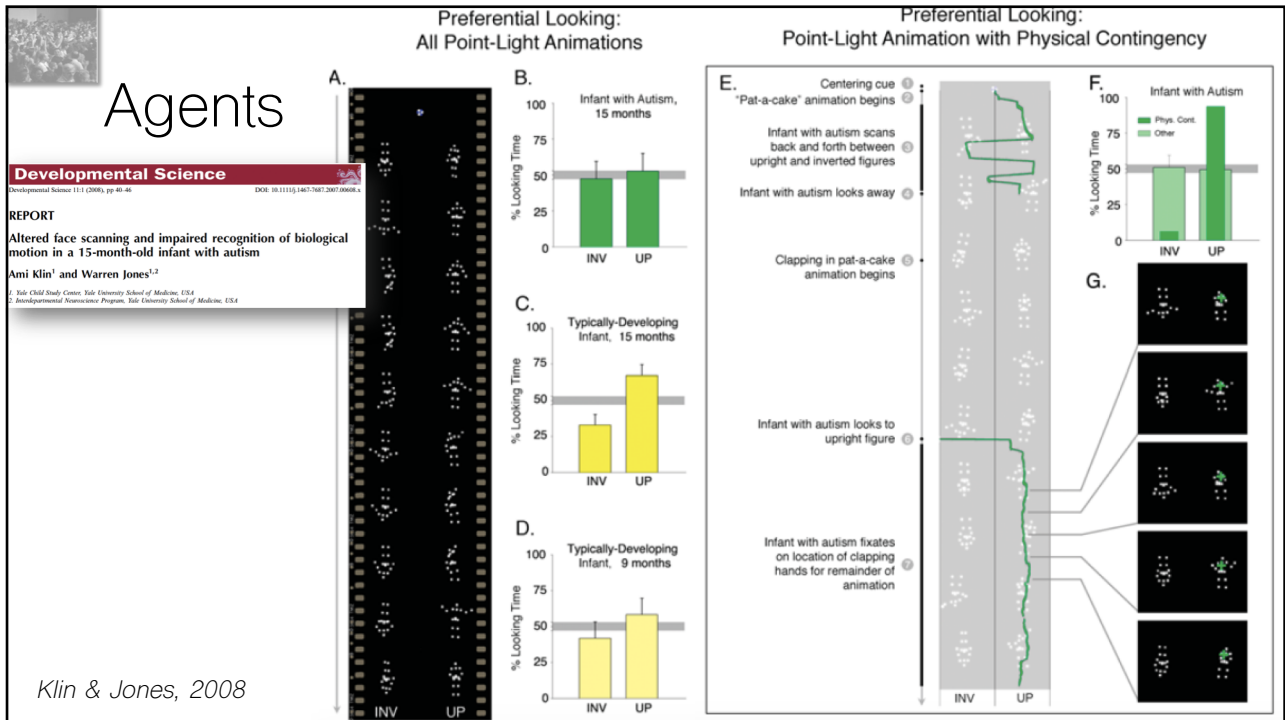 Agents
Developmental Science
Developmental Science 11:1 (2008), pp 40–46
DOI: 10.1111/j.1467-7687.2007.00608.x
REPORT
Altered face scanning and impaired recognition of biological
motion in a 15-month-old infant with autism
Ami Klin¹ and Warren Jones¹,²
1. Yale Child Study Center, Yale University School of Medicine, USA
2. Interdepartmental Neuroscience Program, Yale University School of Medicine, USA
Klin & Jones, 2008
Preferential Looking:
All Point-Light Animations
A.
INV UP
B.
Infant with Autism,
15 months
% Looking Time
100
75
50
25
0
INV UP
C.
Typically-Developing
Infant, 15 months
% Looking Time
100
75
50
25
0
INV UP
D.
Typically-Developing
Infant, 9 months
% Looking Time
100
75
50
25
0
INV UP
Preferential Looking:
Point-Light Animation with Physical Contingency
E.
Centering cue 1
"Pat-a-cake" animation begins 2
Infant with autism scans
back and forth between 3
upright and inverted figures
Infant with autism looks away 4
Clapping in pat-a-cake 5
animation begins
Infant with autism looks to 6
upright figure
Infant with autism fixates
on location of clapping 7
hands for remainder of
animation
INV UP
F.
Infant with Autism
Phys. Cont.
Other
% Looking Time
100
75
50
25
0
INV UP
G.